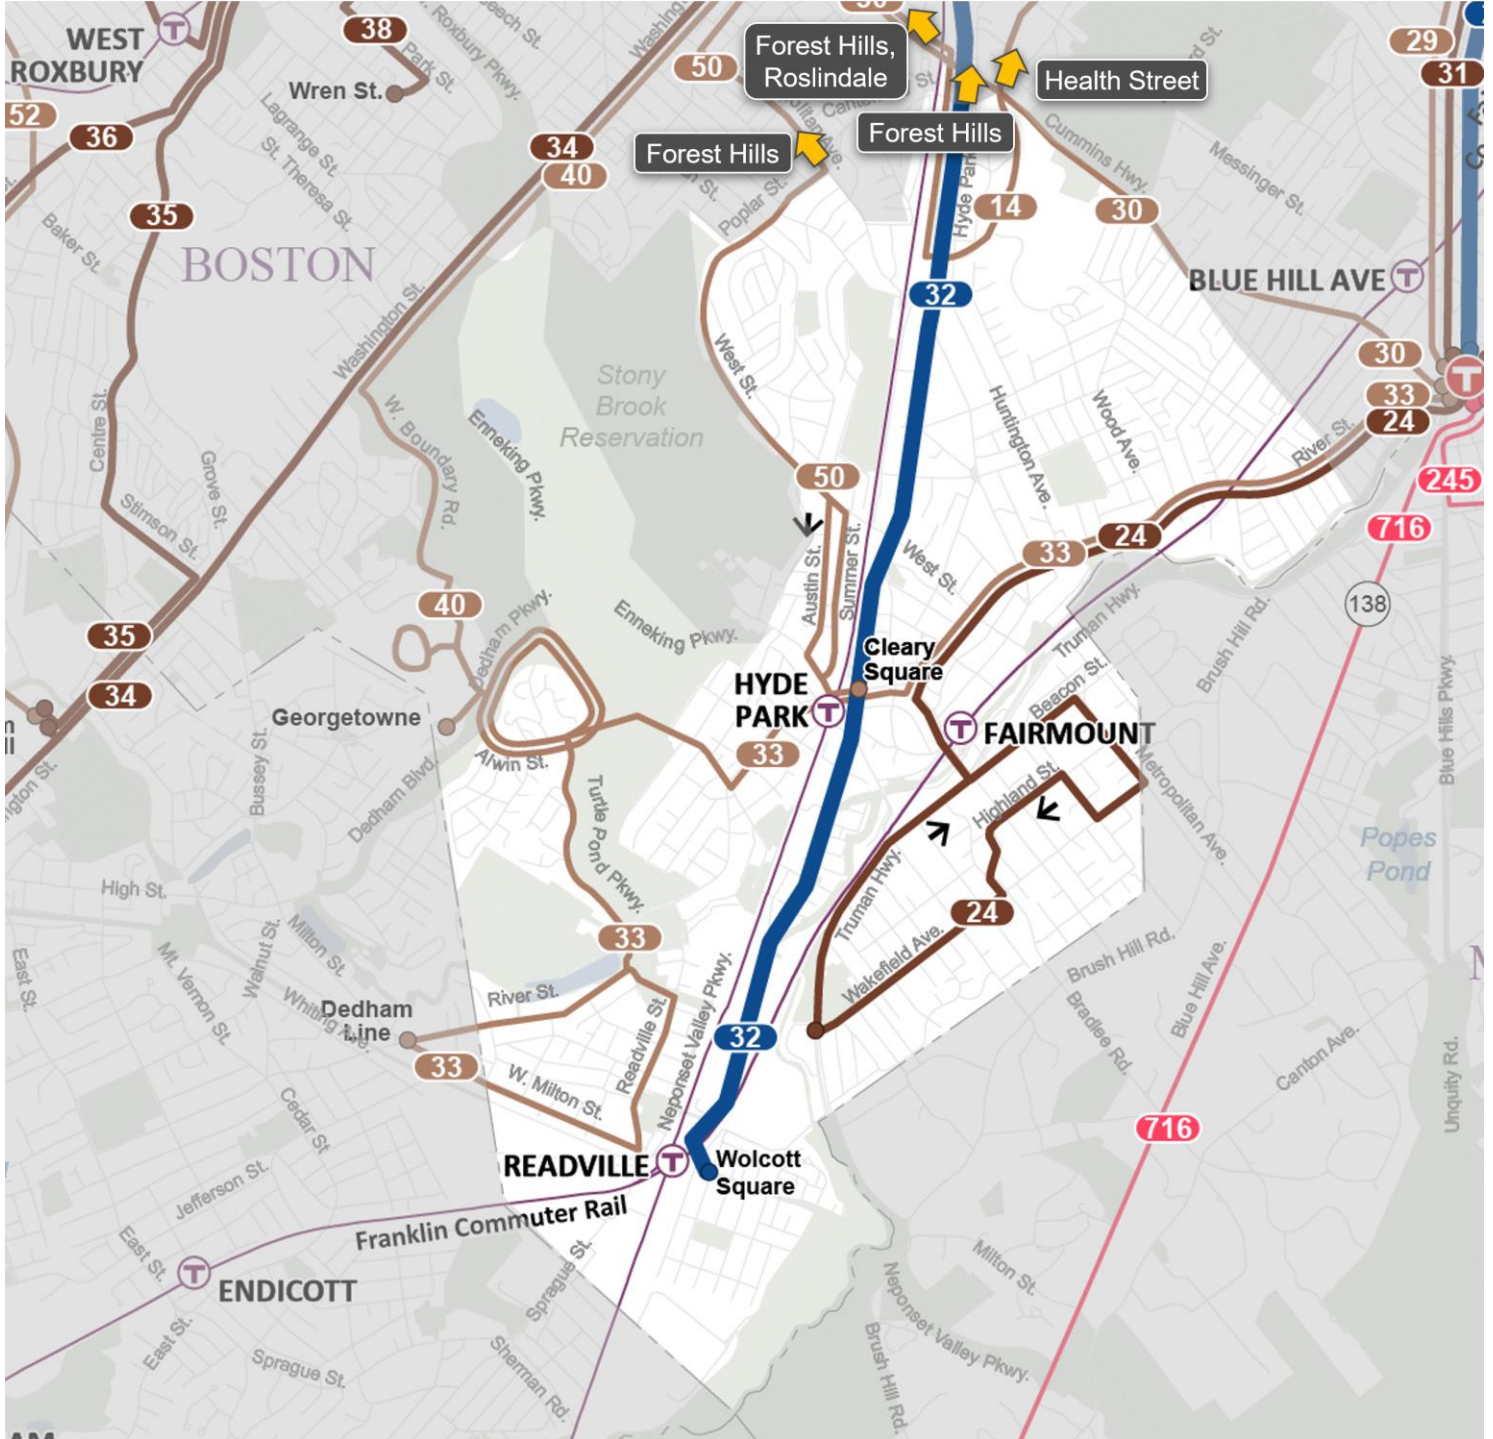 WEST
ROXBURY
38
Park St.
W. Roxbury Pkwy.
Beech St.
Washing
Wren St.
52
36
Lagrange St.
St. Theresa St.
34
40
50
Forest Hills,
Roslindale
Forest Hills
Forest Hills
Health Street
29
31
Cummins Hwy.
Messinger St.
35
Baker St.
BOSTON
Poplar St.
Hyde Park
14
30
BLUE HILL AVE
32
Washington St.
30
33
24
Centre St.
W. Boundary Rd.
Enneking Pkwy.
Stony
Brook
Reservation
West St.
Huntington Ave.
Wood Ave.
River St.
245
716
Grove St.
Stimson St.
50
Austin St.
Summer St.
West St.
33
24
Truman Hwy.
Brush Hill Rd.
138
40
Dedham Pkwy.
Enneking Pkwy.
35
34
Cleary
Square
HYDE
PARK
Beacon St.
FAIRMOUNT
Metropolitan Ave.
Blue Hills Pkwy.
Georgetowne
Alwin St.
33
Bussey St.
Dedham Blvd.
Turtle Pond Pkwy.
Highland St.
Popes
Pond
High St.
Truman Hwy.
24
Wakefield Ave.
33
Milton St.
Walnut St.
Mt. Vernon St.
East St.
Whiting Ave.
Dedham
Line
River St.
Readville St.
Neponset Valley Pkwy.
32
33
W. Milton St.
Brush Hill Rd.
Blue Hill Ave.
Bradlee Rd.
Canton Ave.
Unquity Rd.
716
Cedar St
Jefferson St.
READVILLE
Wolcott
Square
Franklin Commuter Rail
East St.
ENDICOTT
Sprague St.
East St.
Sprague St.
Sherman Rd.
Milton St.
Neponset Valley Pkwy.
Brush Hill Rd.